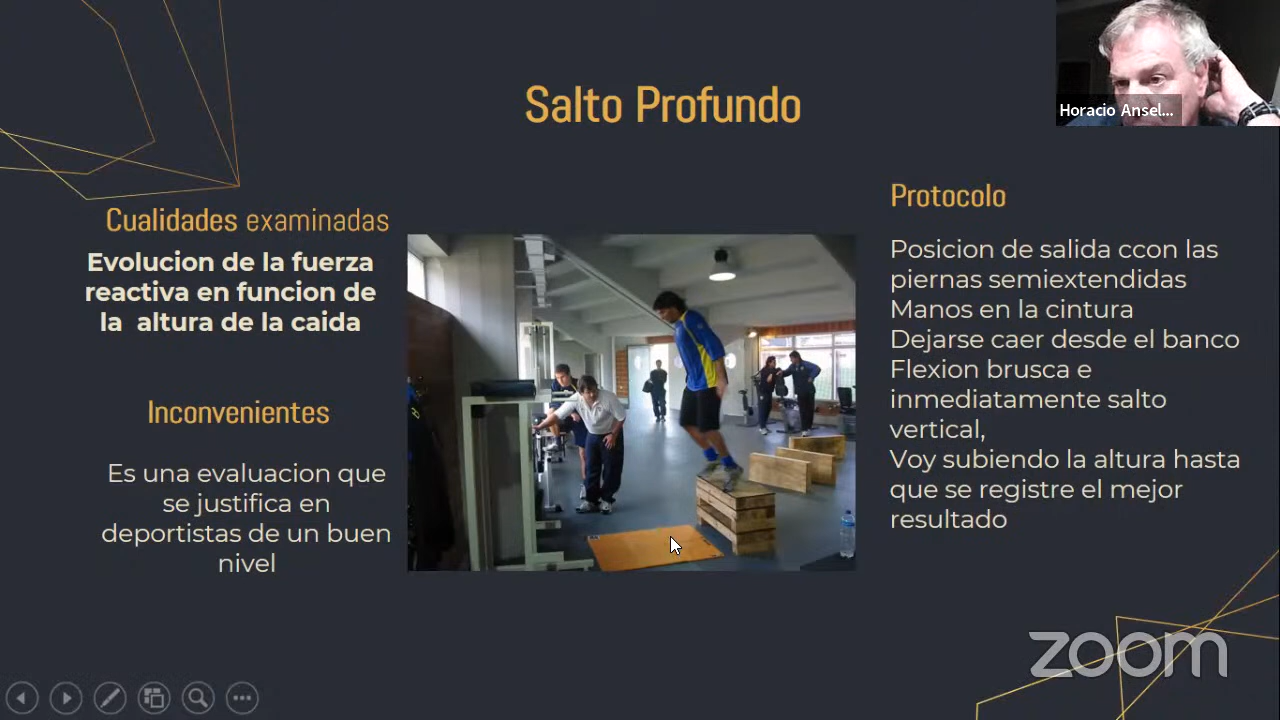 Salto Profundo
Horacio Ansel...
Cualidades examinadas
Evolucion de la fuerza
reactiva en funcion de
la altura de la caida
Inconvenientes
Es una evaluacion que
se justifica en
deportistas de un buen
nivel
Protocolo
Posicion de salida ccon las
piernas semiextendidas
Manos en la cintura
Dejarse caer desde el banco
Flexion brusca e
inmediatamente salto
vertical,
Voy subiendo la altura hasta
que se registre el mejor
resultado
zoom